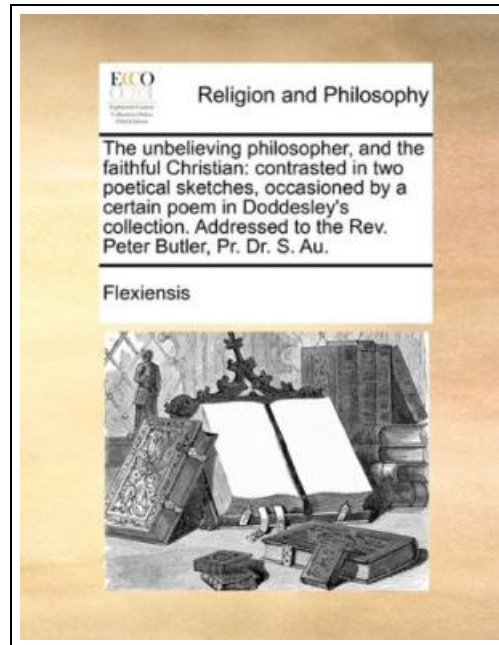 ECCO
Religion and Philosophy
The unbelieving philosopher, and the
faithful Christian: contrasted in two
poetical sketches, occasioned by a
certain poem in Doddesley's
collection. Addressed to the Rev.
Peter Butler, Pr. Dr. S. Au.
Flexiensis